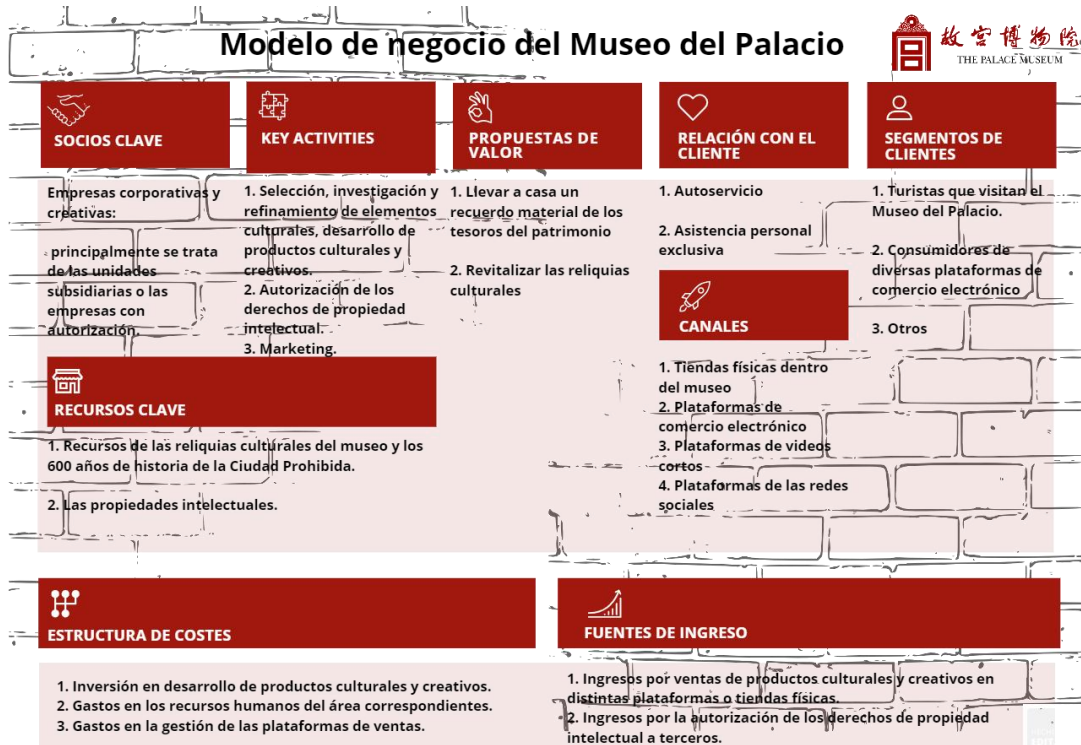 Modelo de negocio del Museo del Palacio
故宫博物院
THE PALACE MUSEUM
SOCIOS CLAVE
Empresas corporativas y
creativas:
principalmente se trata
de las unidades
subsidiarias o las
empresas con
autorización.
KEY ACTIVITIES
1. Selección, investigación y
refinamiento de elementos
culturales, desarrollo de
productos culturales y
creativos.
2. Autorización de los
derechos de propiedad
intelectual.
3. Marketing.
RECURSOS CLAVE
1. Recursos de las reliquias culturales del museo y los
600 años de historia de la Ciudad Prohibida.
2. Las propiedades intelectuales.
PROPUESTAS DE
VALOR
1. Llevar a casa un
recuerdo material de los
tesoros del patrimonio
2. Revitalizar las reliquias
culturales
RELACIÓN CON EL
CLIENTE
1. Autoservicio
2. Asistencia personal
exclusiva
CANALES
1. Tiendas físicas dentro
del museo
2. Plataformas de
comercio electrónico
3. Plataformas de videos
cortos
4. Plataformas de las redes
sociales
SEGMENTOS DE
CLIENTES
1. Turistas que visitan el
Museo del Palacio.
2. Consumidores de
diversas plataformas de
comercio electrónico
3. Otros
ESTRUCTURA DE COSTES
1. Inversión en desarrollo de productos culturales y creativos.
2. Gastos en los recursos humanos del área correspondientes.
3. Gastos en la gestión de las plataformas de ventas.
FUENTES DE INGRESO
1. Ingresos por ventas de productos culturales y creativos en
distintas plataformas o tiendas físicas.
2. Ingresos por la autorización de los derechos de propiedad
intelectual a terceros.